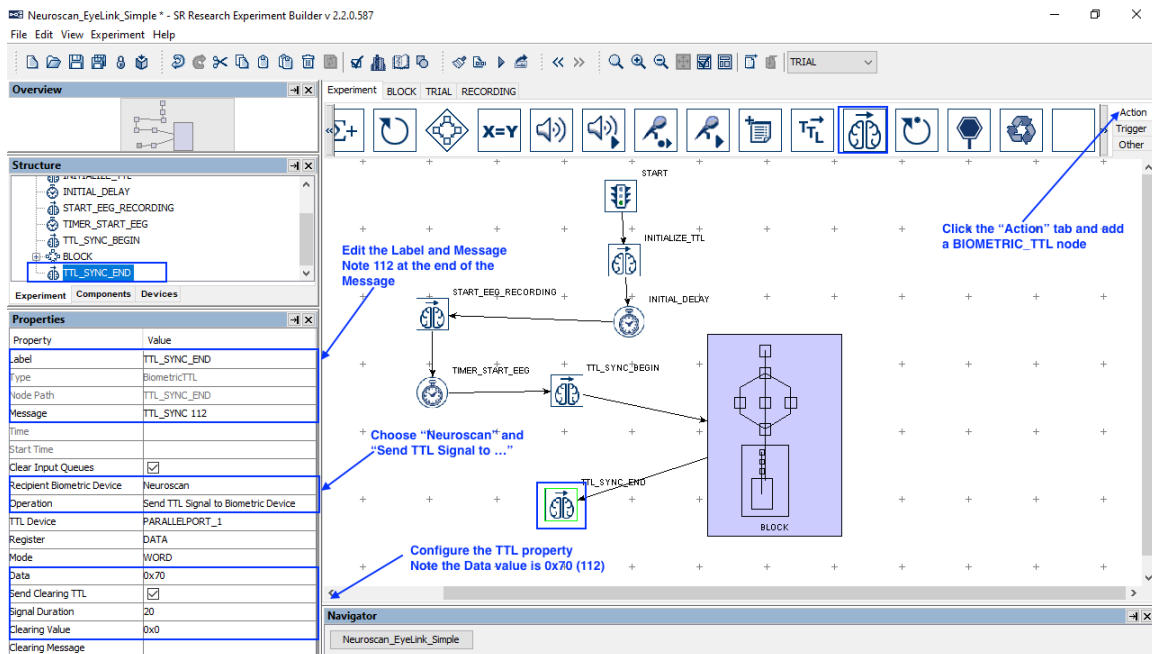 Neuroscan_EyeLink_Simple * - SR Research Experiment Builder v 2.2.0.587
File Edit View Experiment Help
TRIAL
Overview
Experiment BLOCK TRIAL RECORDING
Σ+ X=Y TTL
Action
Trigger
Other
Structure
INITIALIZE_TTL
INITIAL_DELAY
START_EEG_RECORDING
TIMER_START_EEG
TTL_SYNC_BEGIN
BLOCK
TTL_SYNC_END
Experiment Components Devices
Properties
Property Value
Label TTL_SYNC_END
Type BiometricTTL
Node Path TTL_SYNC_END
Message TTL_SYNC 112
Time
Start Time
Clear Input Queues
Recipient Biometric Device Neuroscan
Operation Send TTL Signal to Biometric Device
TTL Device PARALLELPORT_1
Register DATA
Mode WORD
Data 0x70
Send Clearing TTL
Signal Duration 20
Clearing Value 0x0
Clearing Message
START
INITIALIZE_TTL
START_EEG_RECORDING
INITIAL_DELAY
TIMER_START_EEG
TTL_SYNC_BEGIN
TTL_SYNC_END
BLOCK
Click the “Action” tab and add
a BIOMETRIC_TTL node
Edit the Label and Message
Note 112 at the end of the
Message
Choose “Neuroscan” and
“Send TTL Signal to ...”
Configure the TTL property
Note the Data value is 0x70 (112)
Navigator
Neuroscan_EyeLink_Simple